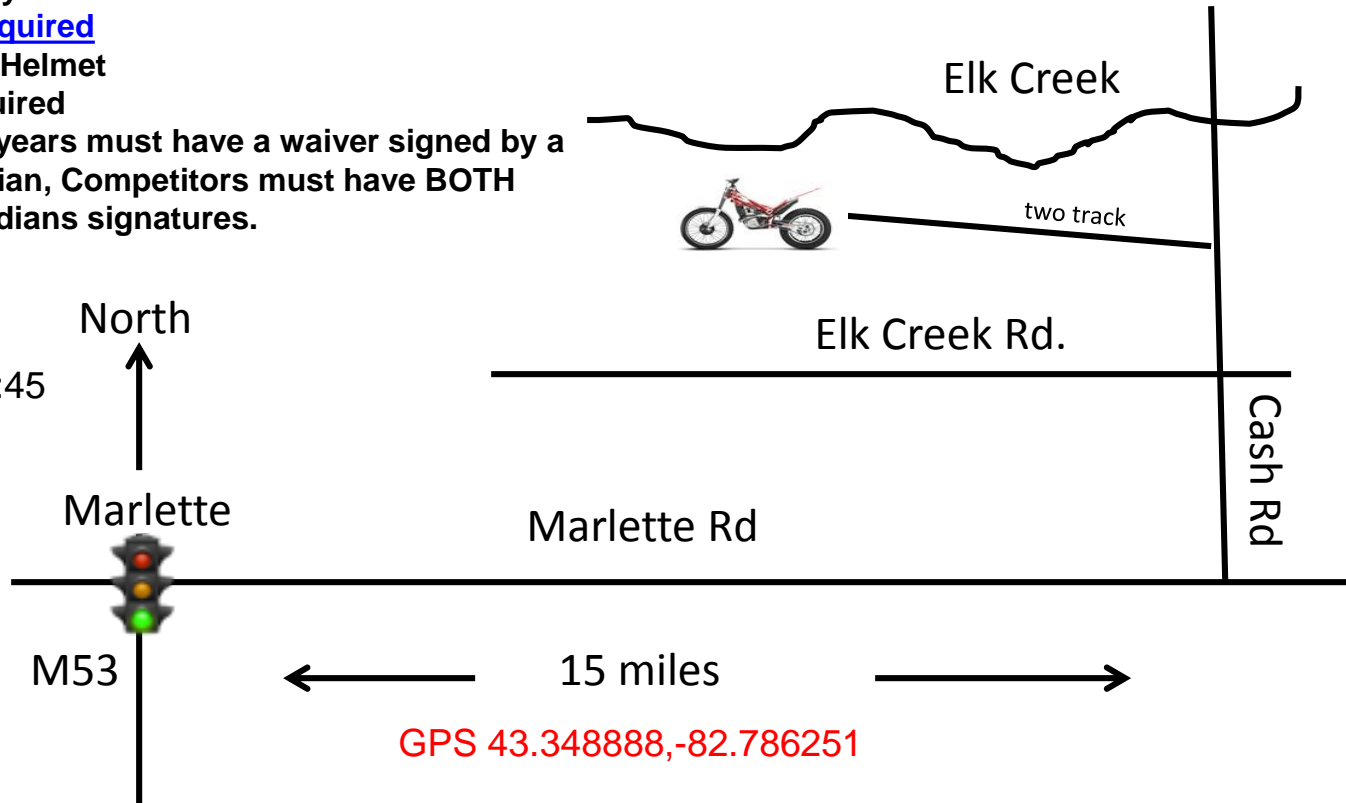 quired
Helmet
uired
years must have a waiver signed by a
ian, Competitors must have BOTH
dians signatures.
Elk Creek
two track
North
Elk Creek Rd.
:45
Cash Rd
Marlette
Marlette Rd
M53
15 miles
GPS 43.348888,-82.786251